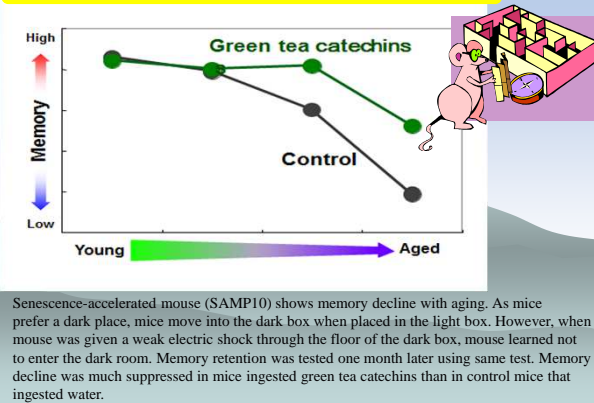 High
Green tea catechins
Memory
Control
Low
Young
Aged
Senescence-accelerated mouse (SAMP10) shows memory decline with aging. As mice
prefer a dark place, mice move into the dark box when placed in the light box. However, when
mouse was given a weak electric shock through the floor of the dark box, mouse learned not
to enter the dark room. Memory retention was tested one month later using same test. Memory
decline was much suppressed in mice ingested green tea catechins than in control mice that
ingested water.